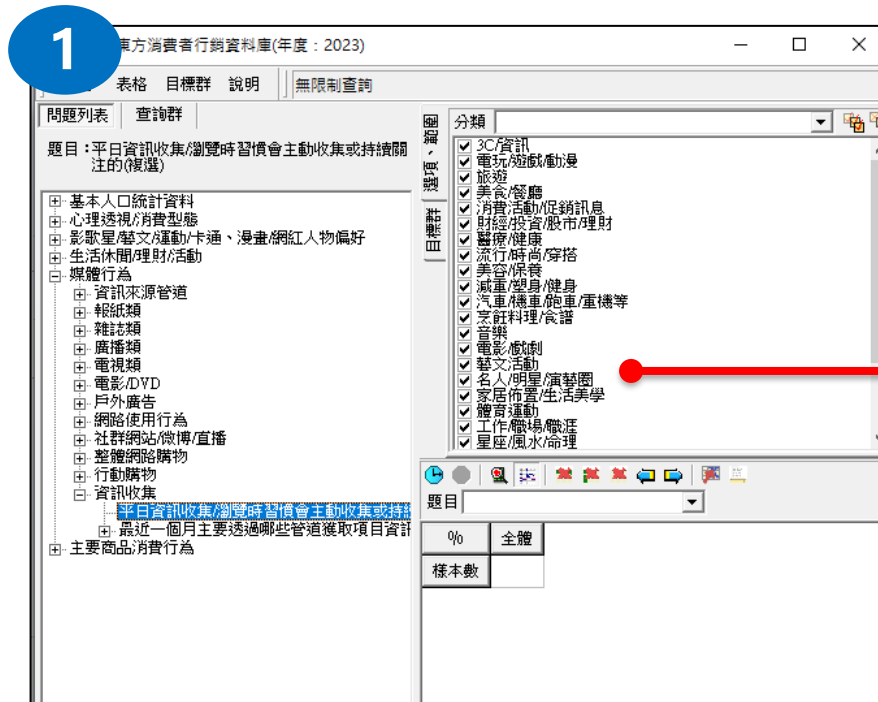 1
東方消費者行銷資料庫(年度：2023)
表格 目標群 說明 無限制查詢
問題列表 查詢群
題目：平日資訊收集/瀏覽時習慣會主動收集或持續關
注的(複選)
基本人口統計資料
心理透視/消費型態
影歌星/藝文/運動/卡通、漫畫/網紅人物偏好
生活休閒/理財/活動
媒體行為
資訊來源管道
報紙類
雜誌類
廣播類
電視類
電影/DVD
戶外廣告
網路使用行為
社群網站/微博/直播
整體網路購物
行動購物
資訊收集
平日資訊收集/瀏覽時習慣會主動收集或持續
最近一個月主要透過哪些管道獲取項目資訊
主要商品消費行為
選項、範圍
目標群
分類
3C/資訊
電玩/遊戲/動漫
旅遊
美食/餐廳
消費活動/促銷訊息
財經/投資/股市/理財
醫療/健康
流行/時尚/穿搭
美容/保養
減重/塑身/健身
汽車/機車/跑車/重機等
烹飪料理/食譜
音樂
電影/戲劇
藝文活動
名人/明星/演藝圈
家居佈置/生活美學
體育運動
工作/職場/職涯
星座/風水/命理
題目
% 全體
樣本數